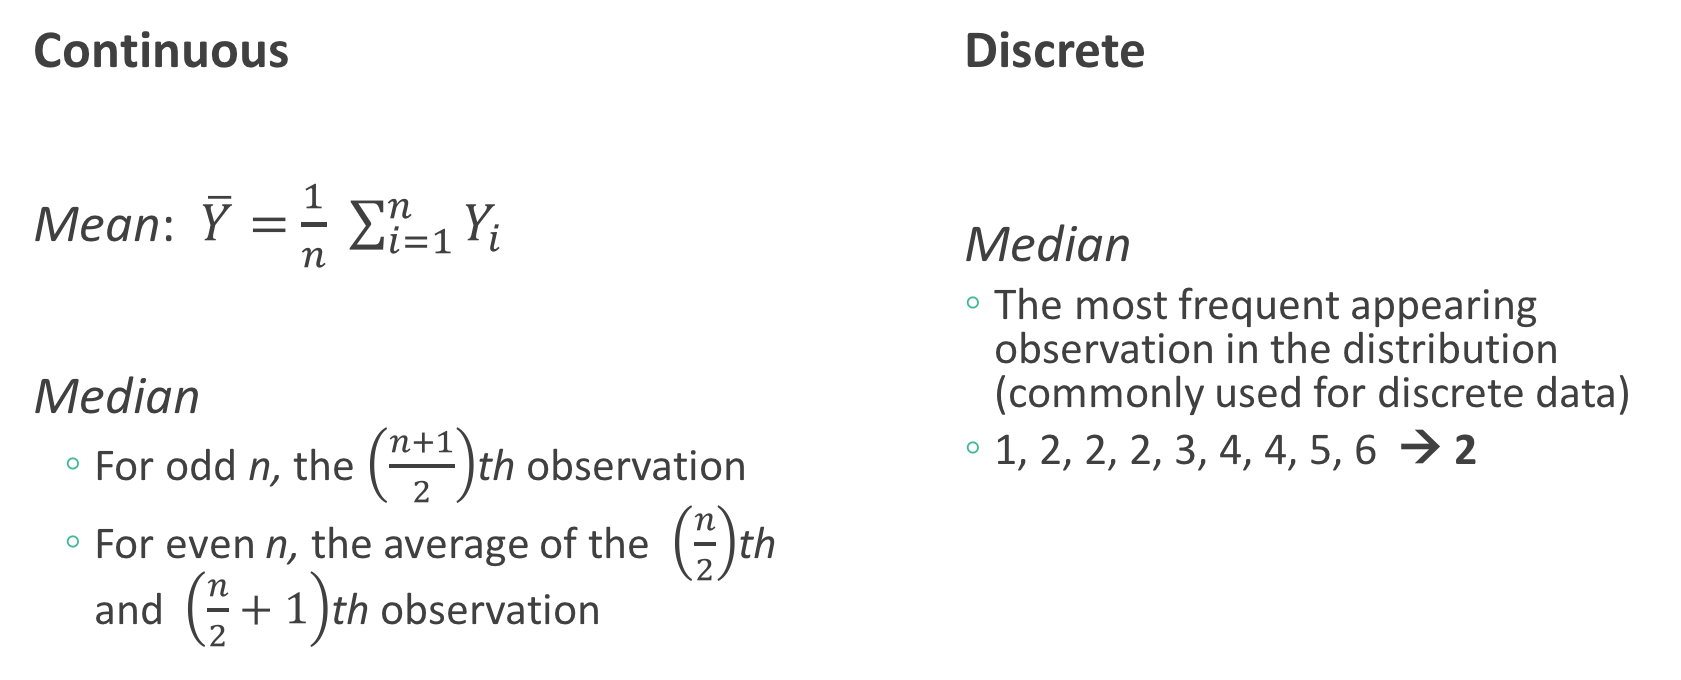 Continuous
Mean: Ȳ = 1/n ∑ⁿᵢ₌₁ Yᵢ
Median
◦ For odd n, the ((n+1)/2)th observation
◦ For even n, the average of the (n/2)th
and (n/2 + 1)th observation
Discrete
Median
◦ The most frequent appearing
observation in the distribution
(commonly used for discrete data)
◦ 1, 2, 2, 2, 3, 4, 4, 5, 6 → 2